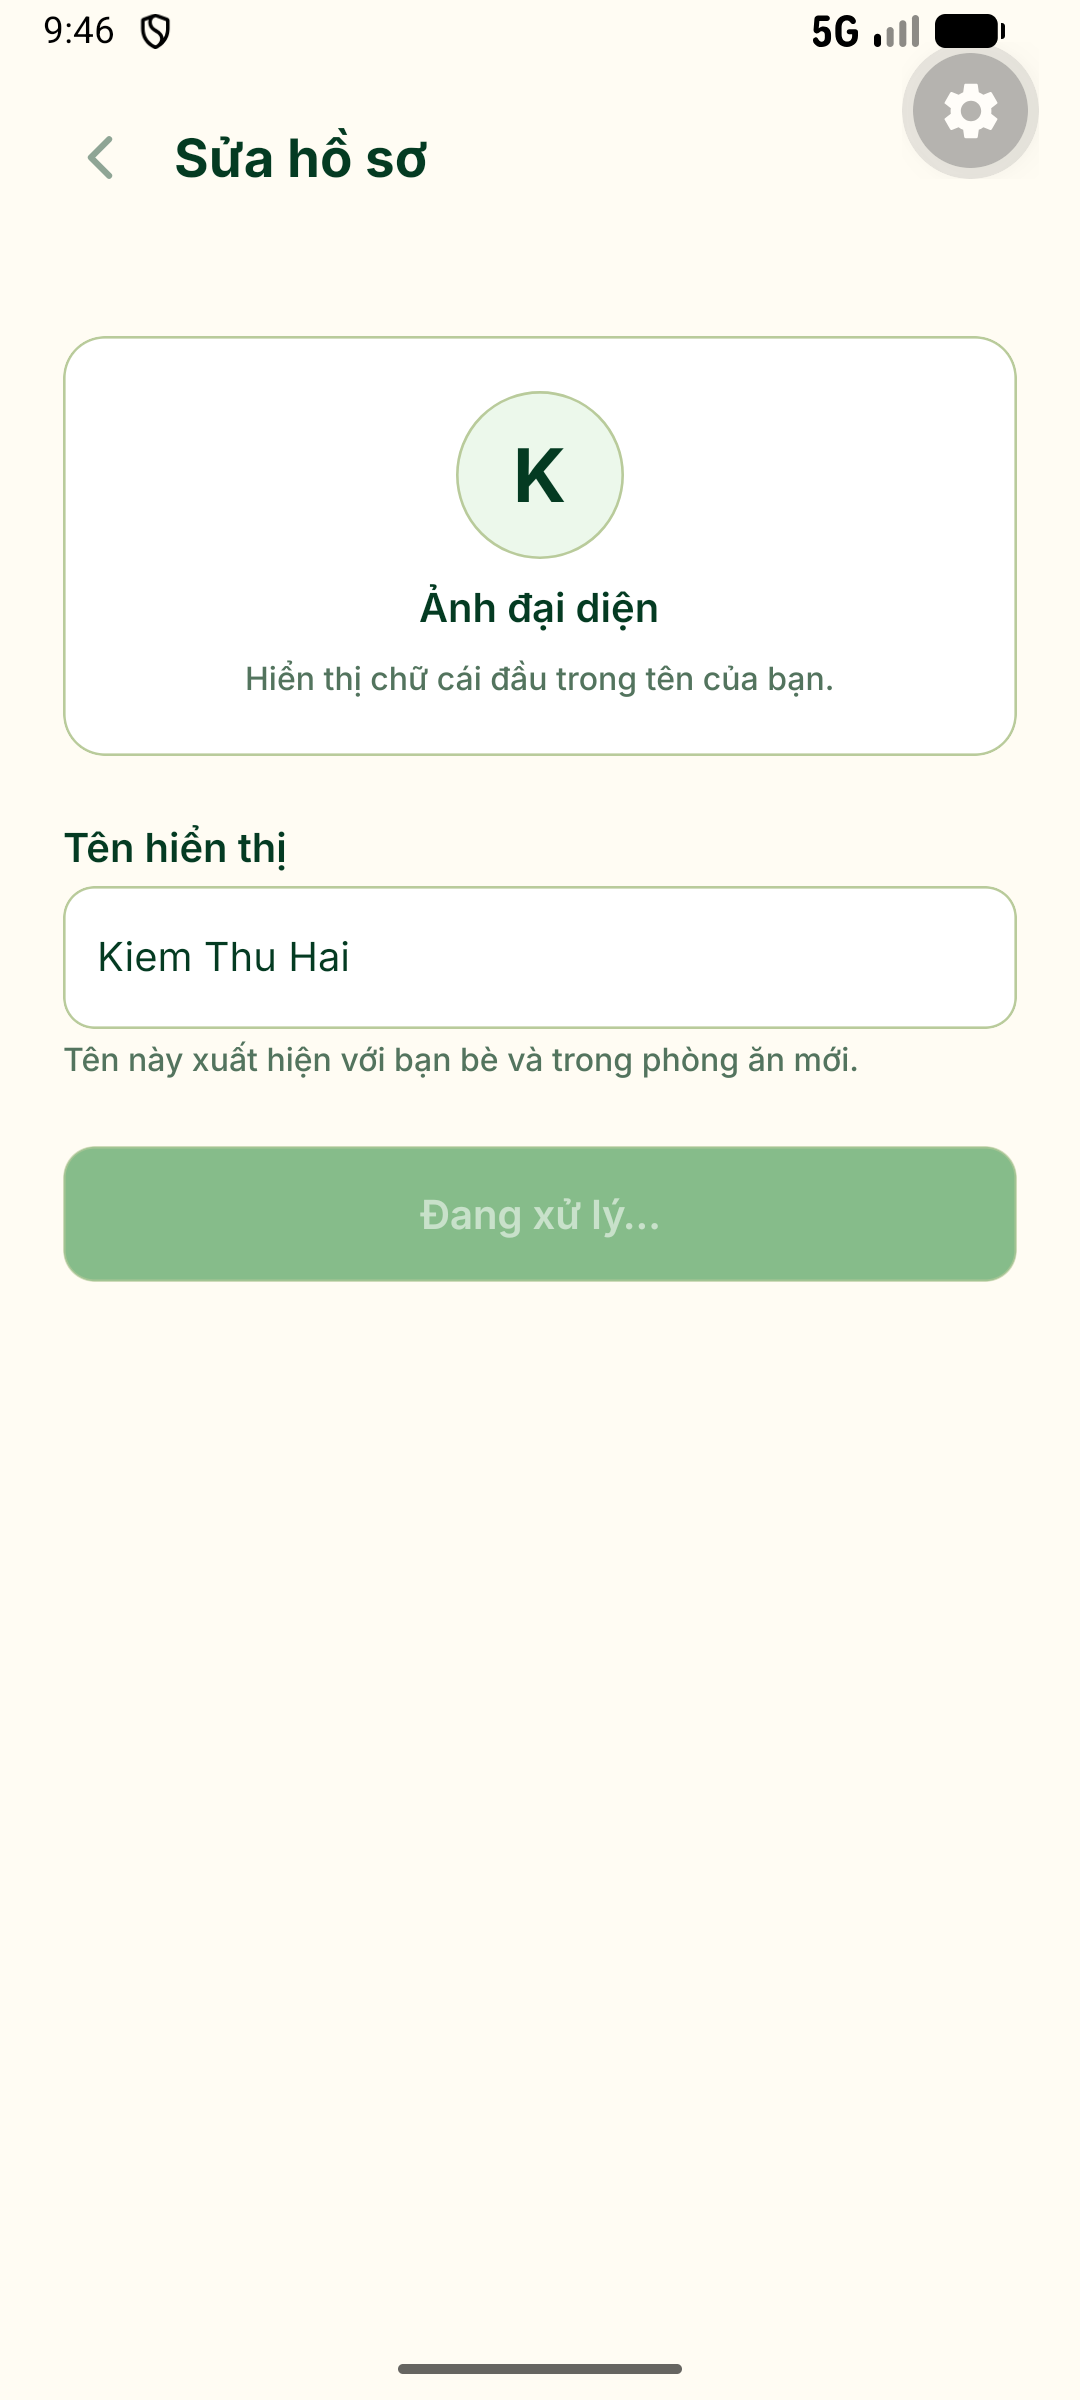 9:46
5G
Sửa hồ sơ
K
Ảnh đại diện
Hiển thị chữ cái đầu trong tên của bạn.
Tên hiển thị
Kiem Thu Hai
Tên này xuất hiện với bạn bè và trong phòng ăn mới.
Đang xử lý...